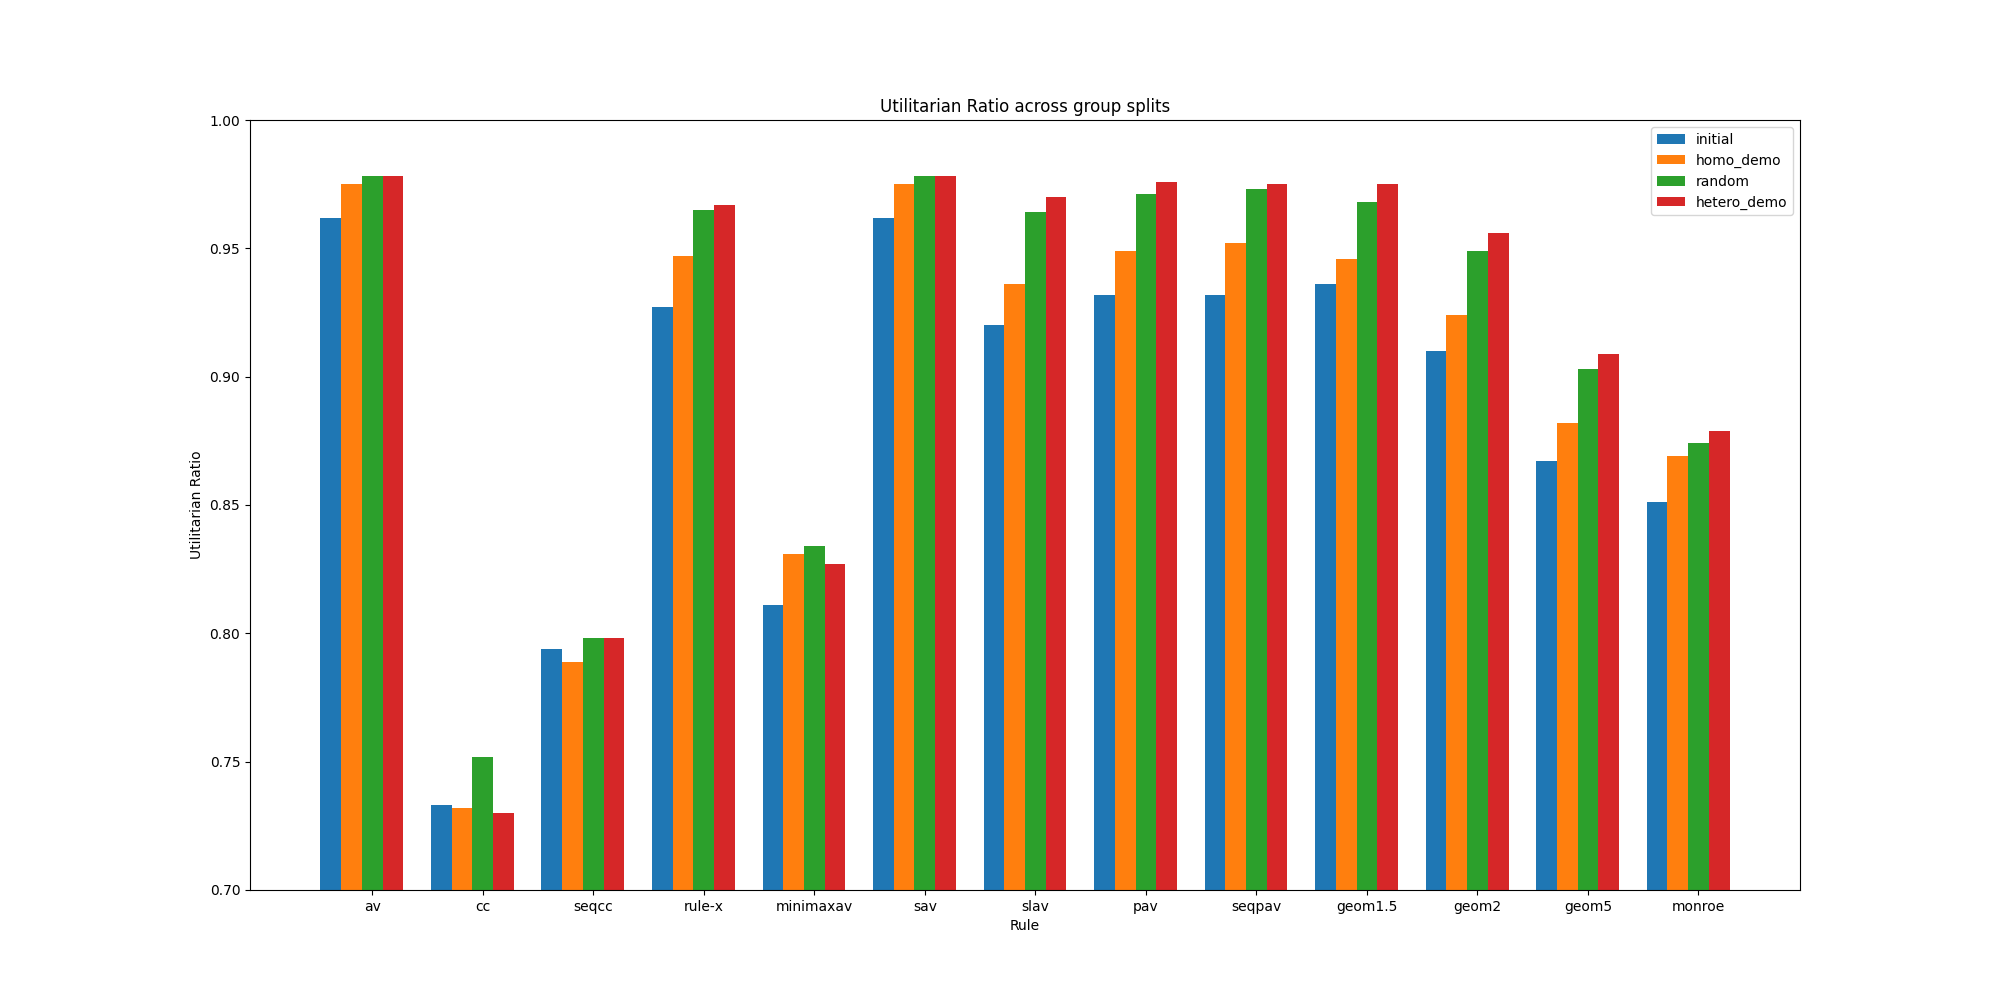 Utilitarian Ratio across group splits
1.00
0.95
0.90
0.85
0.80
0.75
0.70
Utilitarian Ratio
initial
homo_demo
random
hetero_demo
av cc seqcc rule-x minimaxav sav slav pav seqpav geom1.5 geom2 geom5 monroe
Rule